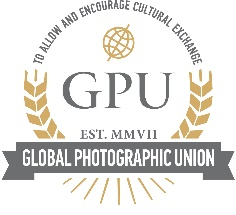 TO ALLOW AND ENCOURAGE CULTURAL EXCHANGE
GPU
EST. MMVII
GLOBAL PHOTOGRAPHIC UNION